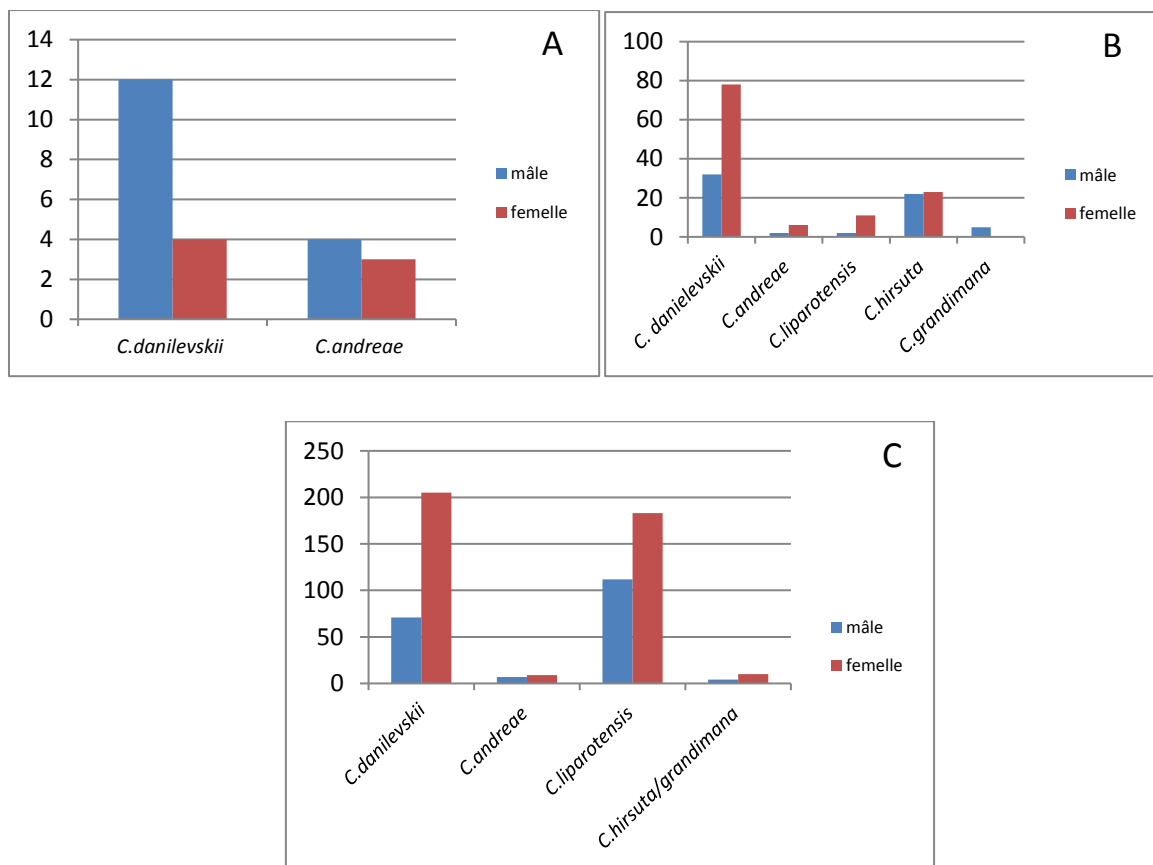 A
14
12
10
8
6
4
2
0
C.danilevskii
C.andreae
mâle
femelle
B
100
80
60
40
20
0
C. danielevskii
C.andreae
C.liparotensis
C.hirsuta
C.grandimana
mâle
femelle
C
250
200
150
100
50
0
C.danilevskii
C.andreae
C.liparotensis
C.hirsuta/grandimana
mâle
femelle